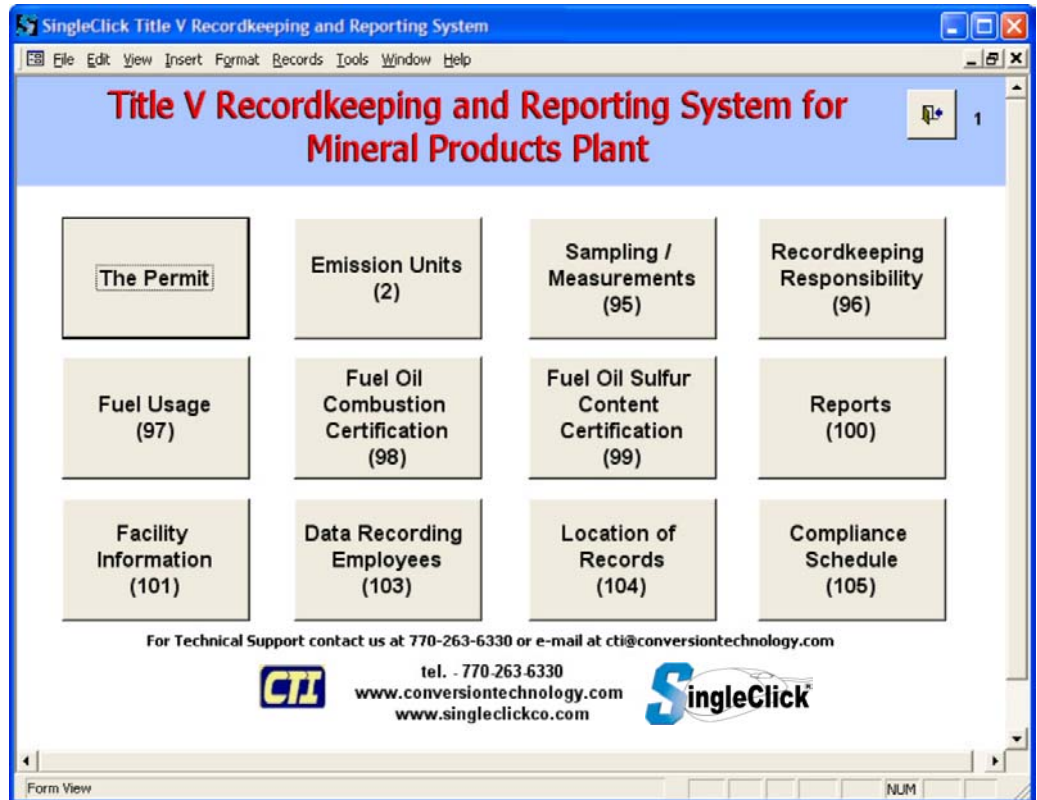 SingleClick Title V Recordkeeping and Reporting System
File Edit View Insert Format Records Tools Window Help
Title V Recordkeeping and Reporting System for
Mineral Products Plant
1
The Permit
Emission Units
(2)
Sampling /
Measurements
(95)
Recordkeeping
Responsibility
(96)
Fuel Usage
(97)
Fuel Oil
Combustion
Certification
(98)
Fuel Oil Sulfur
Content
Certification
(99)
Reports
(100)
Facility
Information
(101)
Data Recording
Employees
(103)
Location of
Records
(104)
Compliance
Schedule
(105)
For Technical Support contact us at 770-263-6330 or e-mail at cti@conversiontechnology.com
CTI
tel. - 770-263-6330
www.conversiontechnology.com
www.singleclickco.com
SingleClick
Form View
NUM